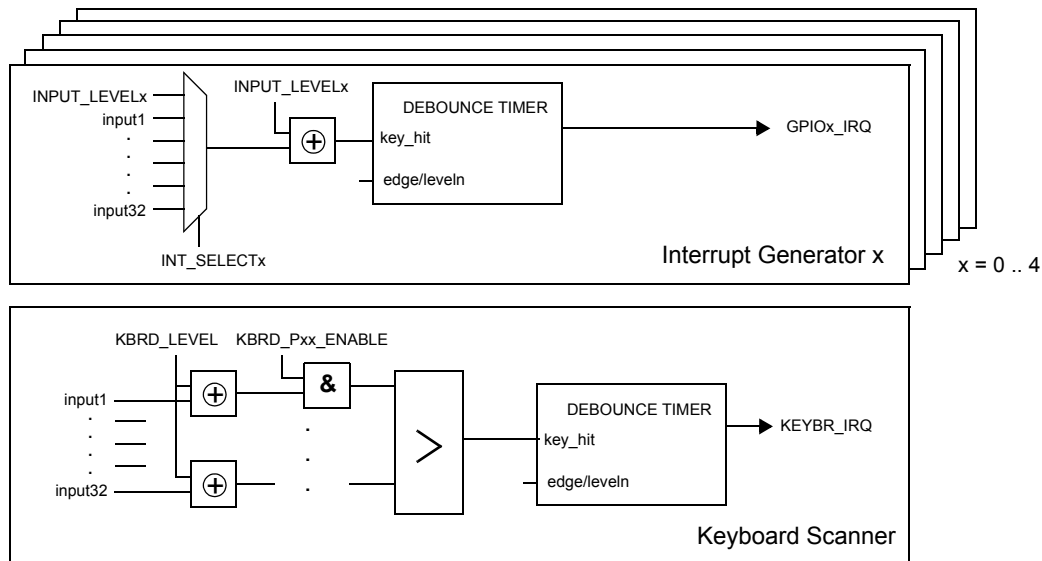 INPUT_LEVELx
input1
.
.
.
.
input32
INT_SELECTx
INPUT_LEVELx
DEBOUNCE TIMER
key_hit
edge/leveln
GPIOx_IRQ
Interrupt Generator x
x = 0 .. 4
KBRD_LEVEL
KBRD_Pxx_ENABLE
&
input1
.
.
.
.
input32
.
.
.
>
DEBOUNCE TIMER
key_hit
edge/leveln
KEYBR_IRQ
Keyboard Scanner